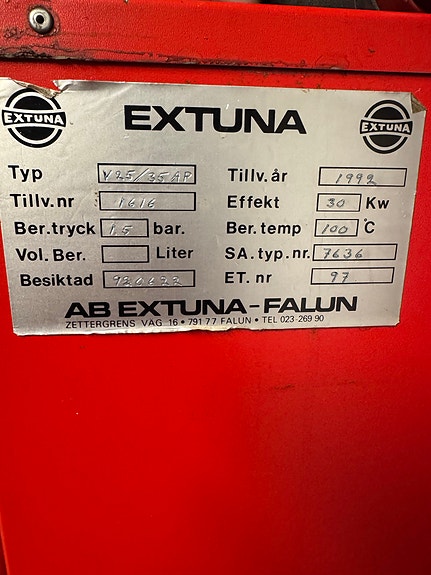 EXTUNA EXTUNA EXTUNA
Typ V25/35AP Tillv.år 1992
Tillv.nr 1616 Effekt 30 Kw
Ber.tryck 1,5 bar. Ber.temp 100 °C
Vol.Ber. Liter SA.typ.nr. 7636
Besiktad 920622 ET.nr 97
AB EXTUNA-FALUN
ZETTERGRENS VÄG 16 • 791 77 FALUN • TEL 023-269 90